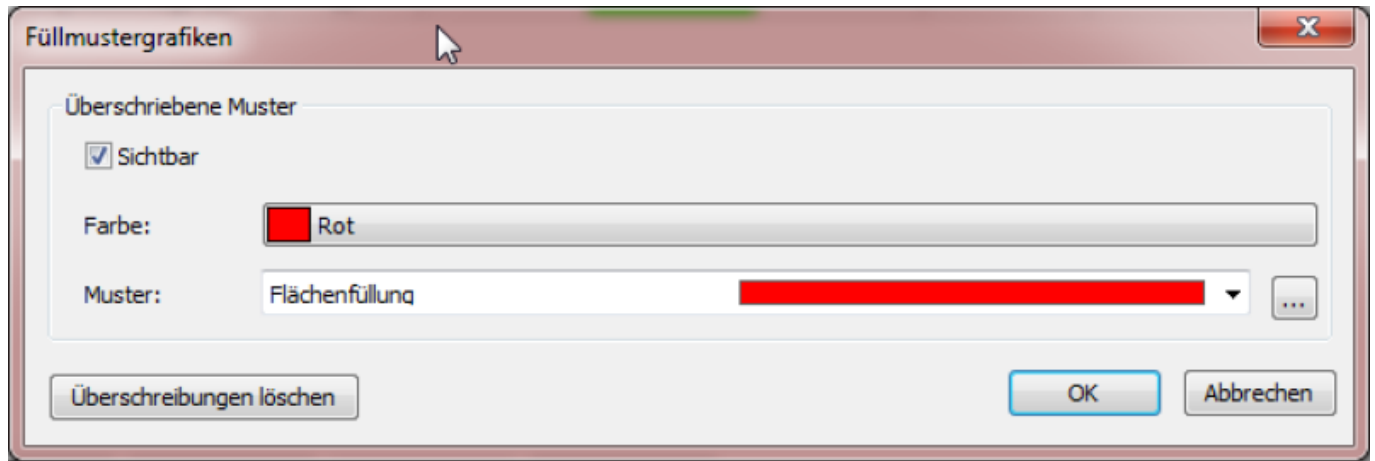 Füllmustergrafiken
Überschriebene Muster
Sichtbar
Farbe: Rot
Muster: Flächenfüllung ...
Überschreibungen löschen OK Abbrechen